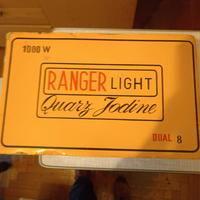 1000 W
RANGER LIGHT
Quarz Jodine
DUAL 8